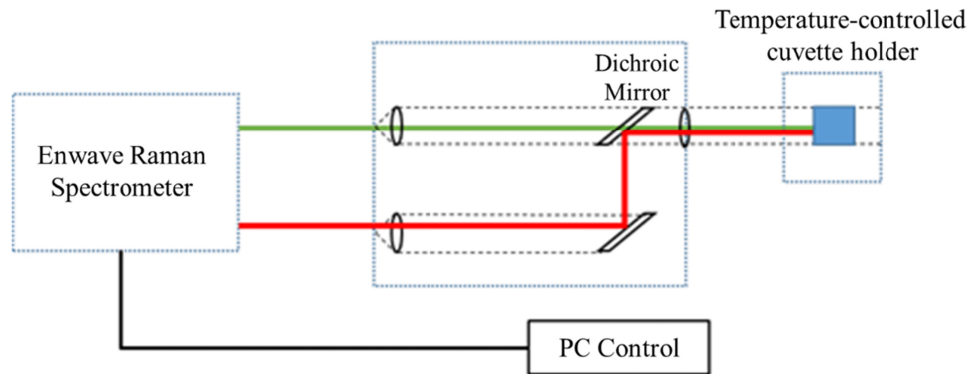 Temperature-controlled
cuvette holder
Dichroic
Mirror
Enwave Raman
Spectrometer
PC Control